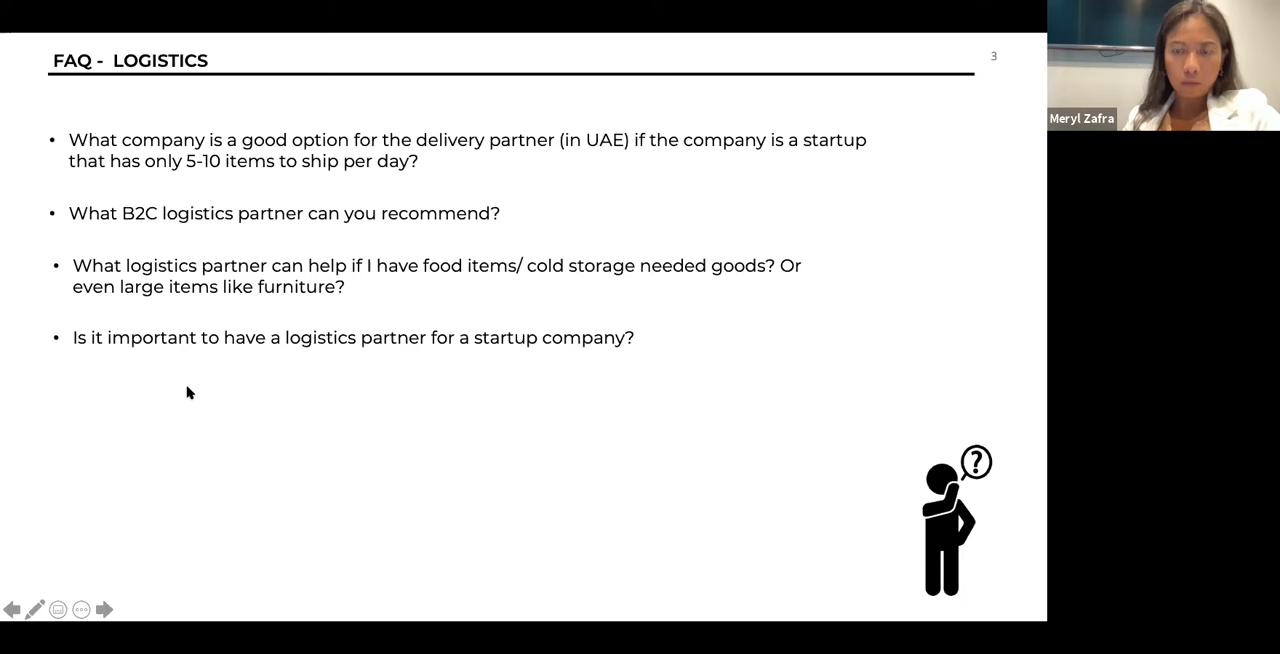 FAQ - LOGISTICS
3
• What company is a good option for the delivery partner (in UAE) if the company is a startup
that has only 5-10 items to ship per day?
• What B2C logistics partner can you recommend?
• What logistics partner can help if I have food items/ cold storage needed goods? Or
even large items like furniture?
• Is it important to have a logistics partner for a startup company?
?
Meryl Zafra